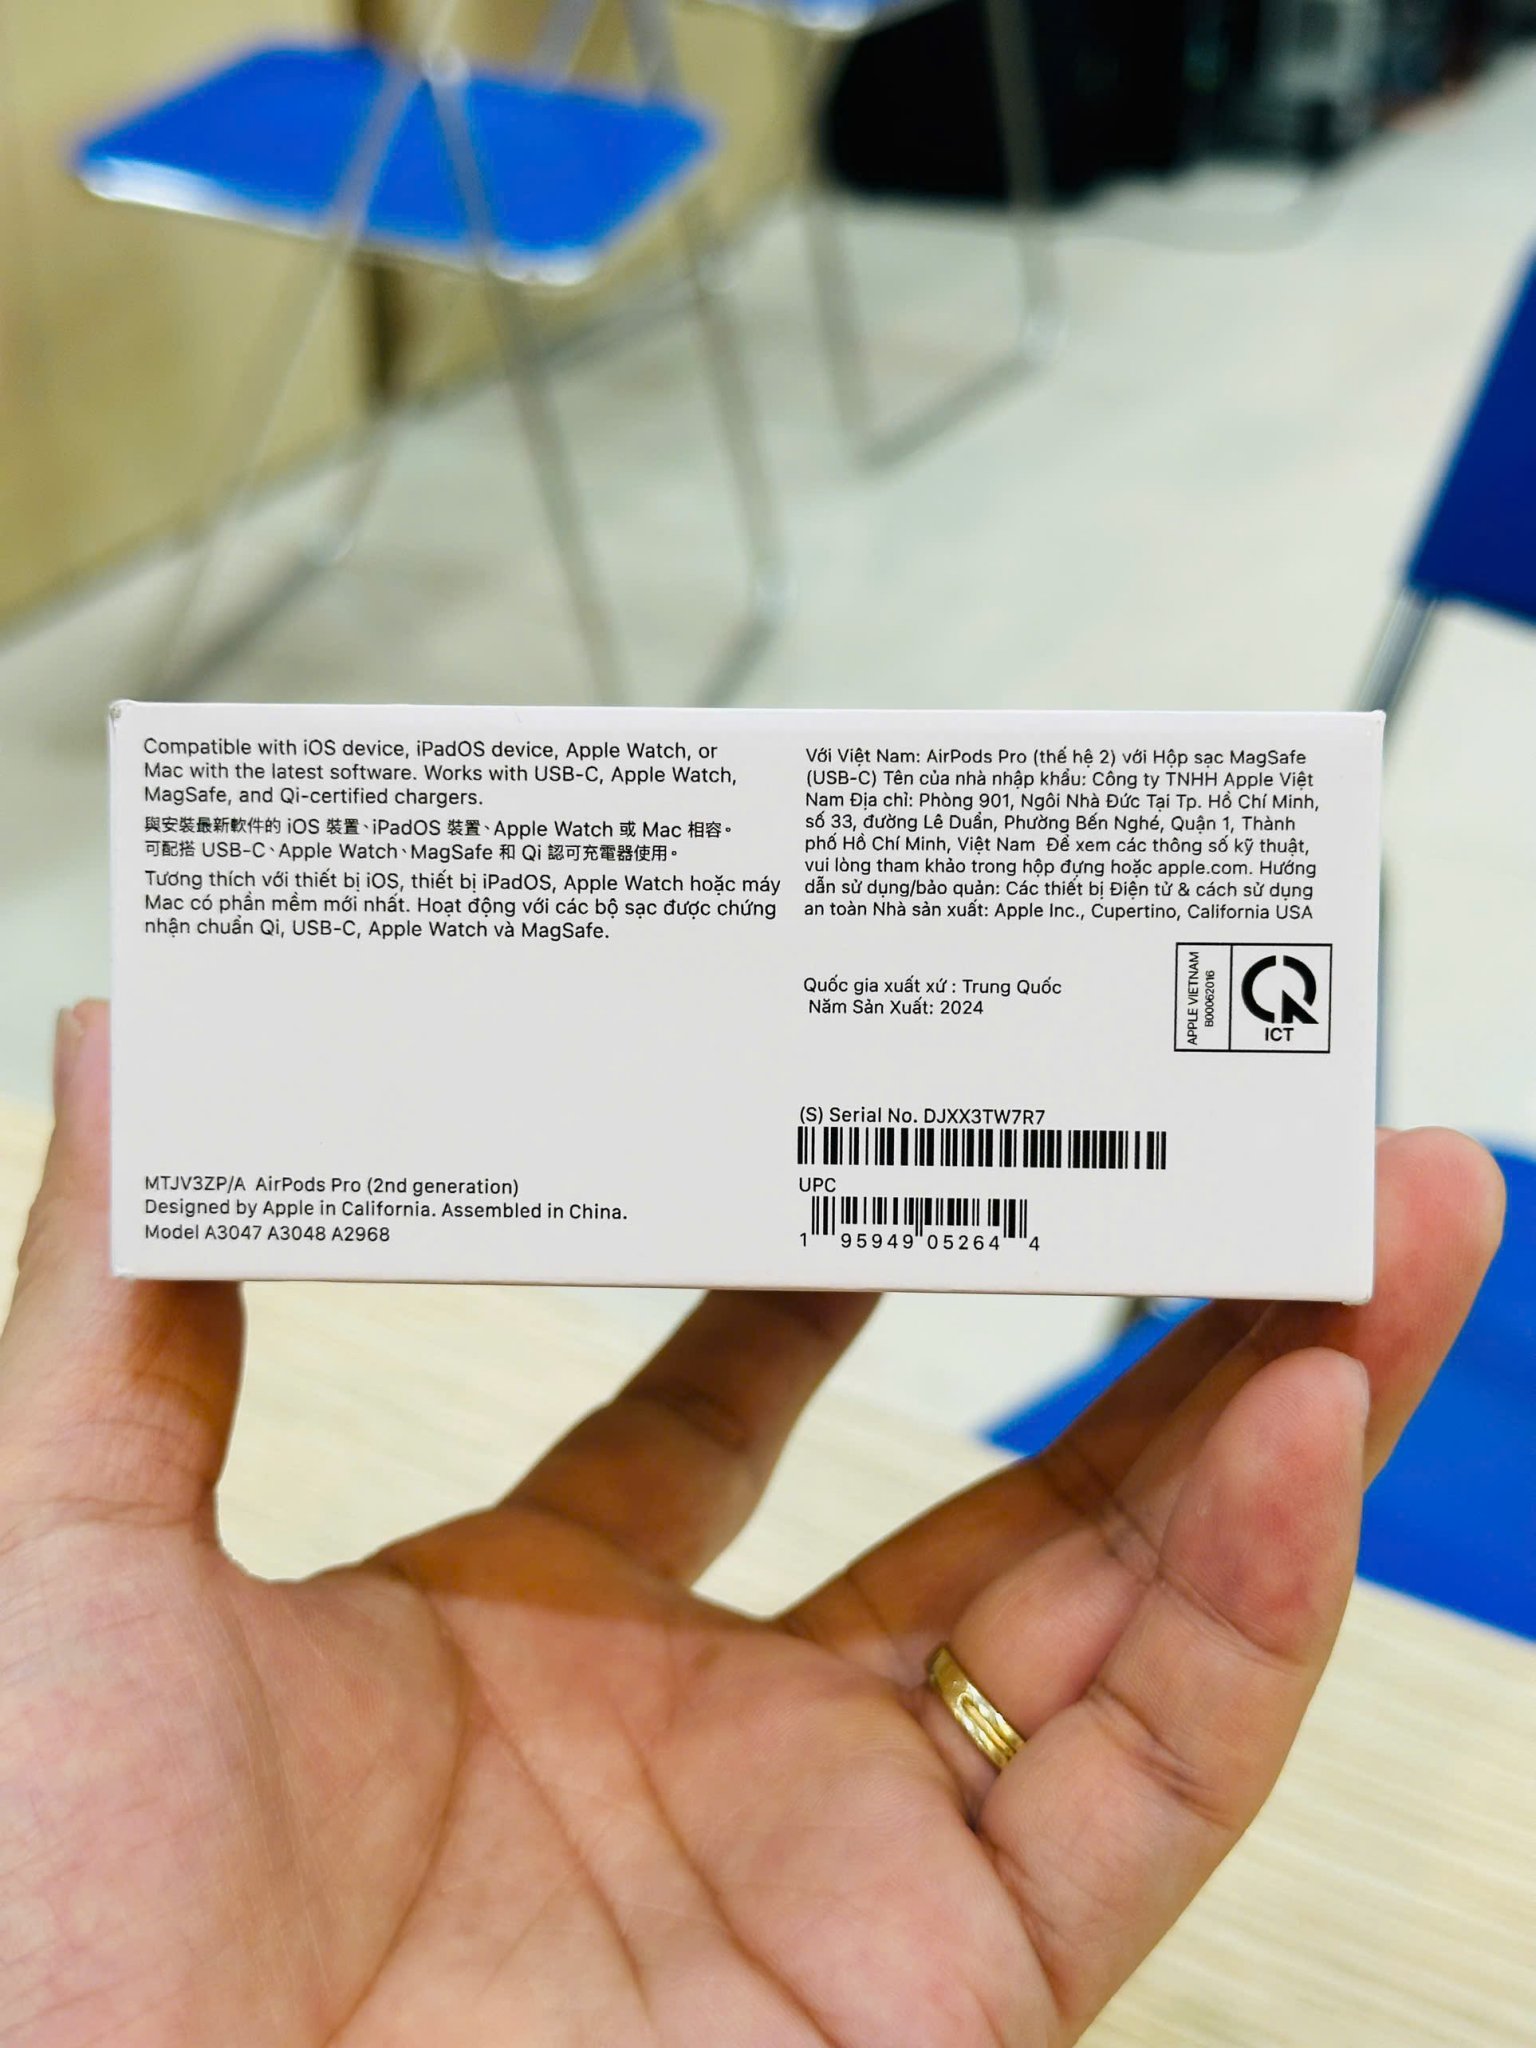 Compatible with iOS device, iPadOS device, Apple Watch, or
Mac with the latest software. Works with USB-C, Apple Watch,
MagSafe, and Qi-certified chargers.
與安裝最新軟件的 iOS 裝置、iPadOS 裝置、Apple Watch 或 Mac 相容。
可配搭 USB-C、Apple Watch、MagSafe 和 Qi 認可充電器使用。
Tương thích với thiết bị iOS, thiết bị iPadOS, Apple Watch hoặc máy
Mac có phần mềm mới nhất. Hoạt động với các bộ sạc được chứng
nhận chuẩn Qi, USB-C, Apple Watch và MagSafe.
MTJV3ZP/A AirPods Pro (2nd generation)
Designed by Apple in California. Assembled in China.
Model A3047 A3048 A2968
Với Việt Nam: AirPods Pro (thế hệ 2) với Hộp sạc MagSafe
(USB-C) Tên của nhà nhập khẩu: Công ty TNHH Apple Việt
Nam Địa chỉ: Phòng 901, Ngôi Nhà Đức Tại Tp. Hồ Chí Minh,
số 33, đường Lê Duẩn, Phường Bến Nghé, Quận 1, Thành
phố Hồ Chí Minh, Việt Nam Để xem các thông số kỹ thuật,
vui lòng tham khảo trong hộp đựng hoặc apple.com. Hướng
dẫn sử dụng/bảo quản: Các thiết bị Điện tử & cách sử dụng
an toàn Nhà sản xuất: Apple Inc., Cupertino, California USA
Quốc gia xuất xứ : Trung Quốc
Năm Sản Xuất: 2024
APPLE VIETNAM
B00062016
ICT
(S) Serial No. DJXX3TW7R7
UPC
1 95949 05264 4